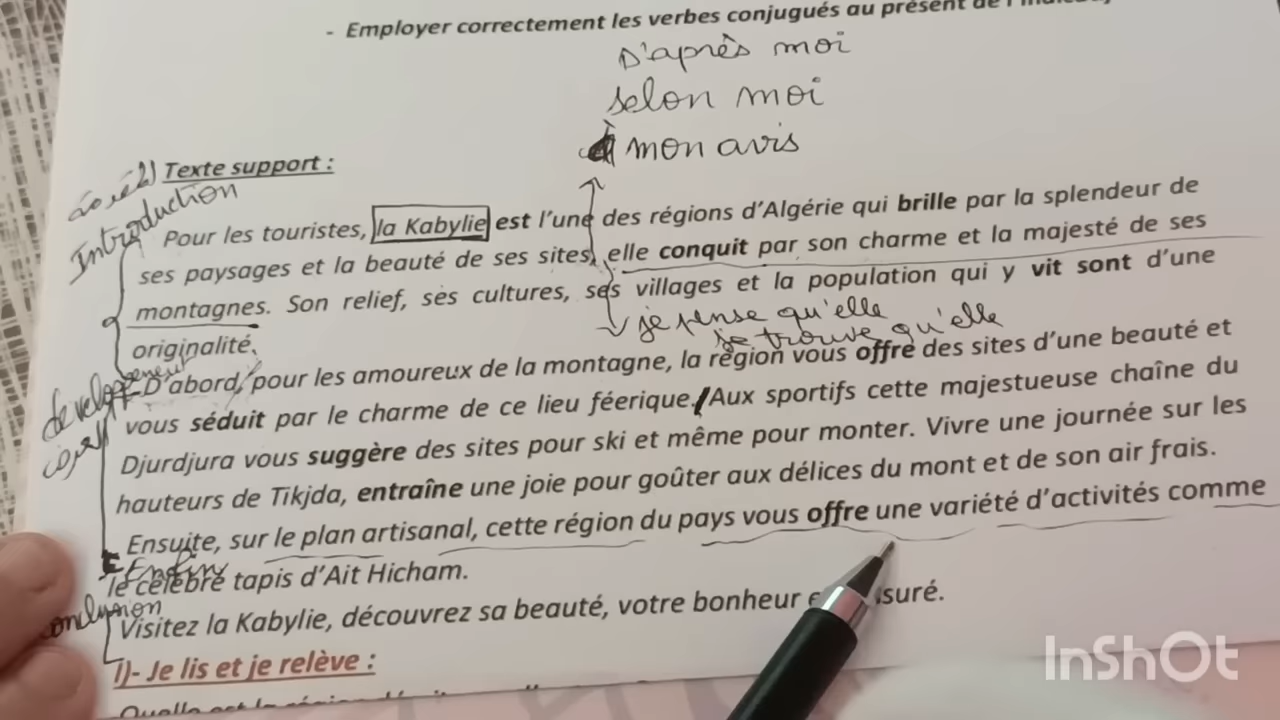 - Employer correctement les verbes conjugués au présent de l'indicatif
D'après moi
selon moi
à mon avis
Texte support :
Introduction
Pour les touristes, la Kabylie est l'une des régions d'Algérie qui brille par la splendeur de
ses paysages et la beauté de ses sites, elle conquit par son charme et la majesté de ses
montagnes. Son relief, ses cultures, ses villages et la population qui y vit sont d'une
je pense qu'elle
je trouve qu'elle
originalité.
développement
D'abord, pour les amoureux de la montagne, la région vous offre des sites d'une beauté et
vous séduit par le charme de ce lieu féerique. Aux sportifs cette majestueuse chaîne du
Djurdjura vous suggère des sites pour ski et même pour monter. Vivre une journée sur les
hauteurs de Tikjda, entraîne une joie pour goûter aux délices du mont et de son air frais.
Ensuite, sur le plan artisanal, cette région du pays vous offre une variété d'activités comme
Enfin
le célèbre tapis d'Ait Hicham.
conclusion
Visitez la Kabylie, découvrez sa beauté, votre bonheur suré.
I)- Je lis et je relève :
Quelle est la région
InShOt